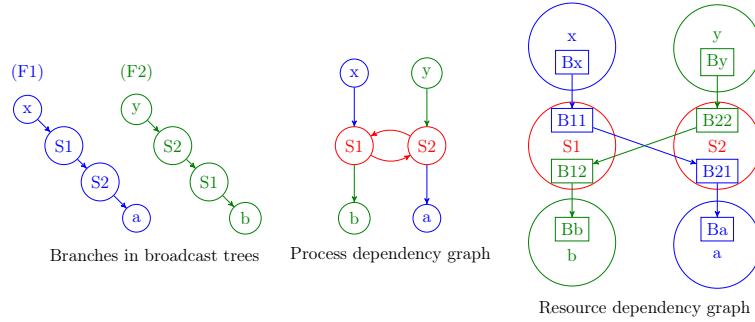 (F1)
x
S1
S2
a
(F2)
y
S2
S1
b
Branches in broadcast trees
x
y
S1
S2
b
a
Process dependency graph
x
Bx
y
By
B11
B22
S1
S2
B12
B21
Bb
b
Ba
a
Resource dependency graph